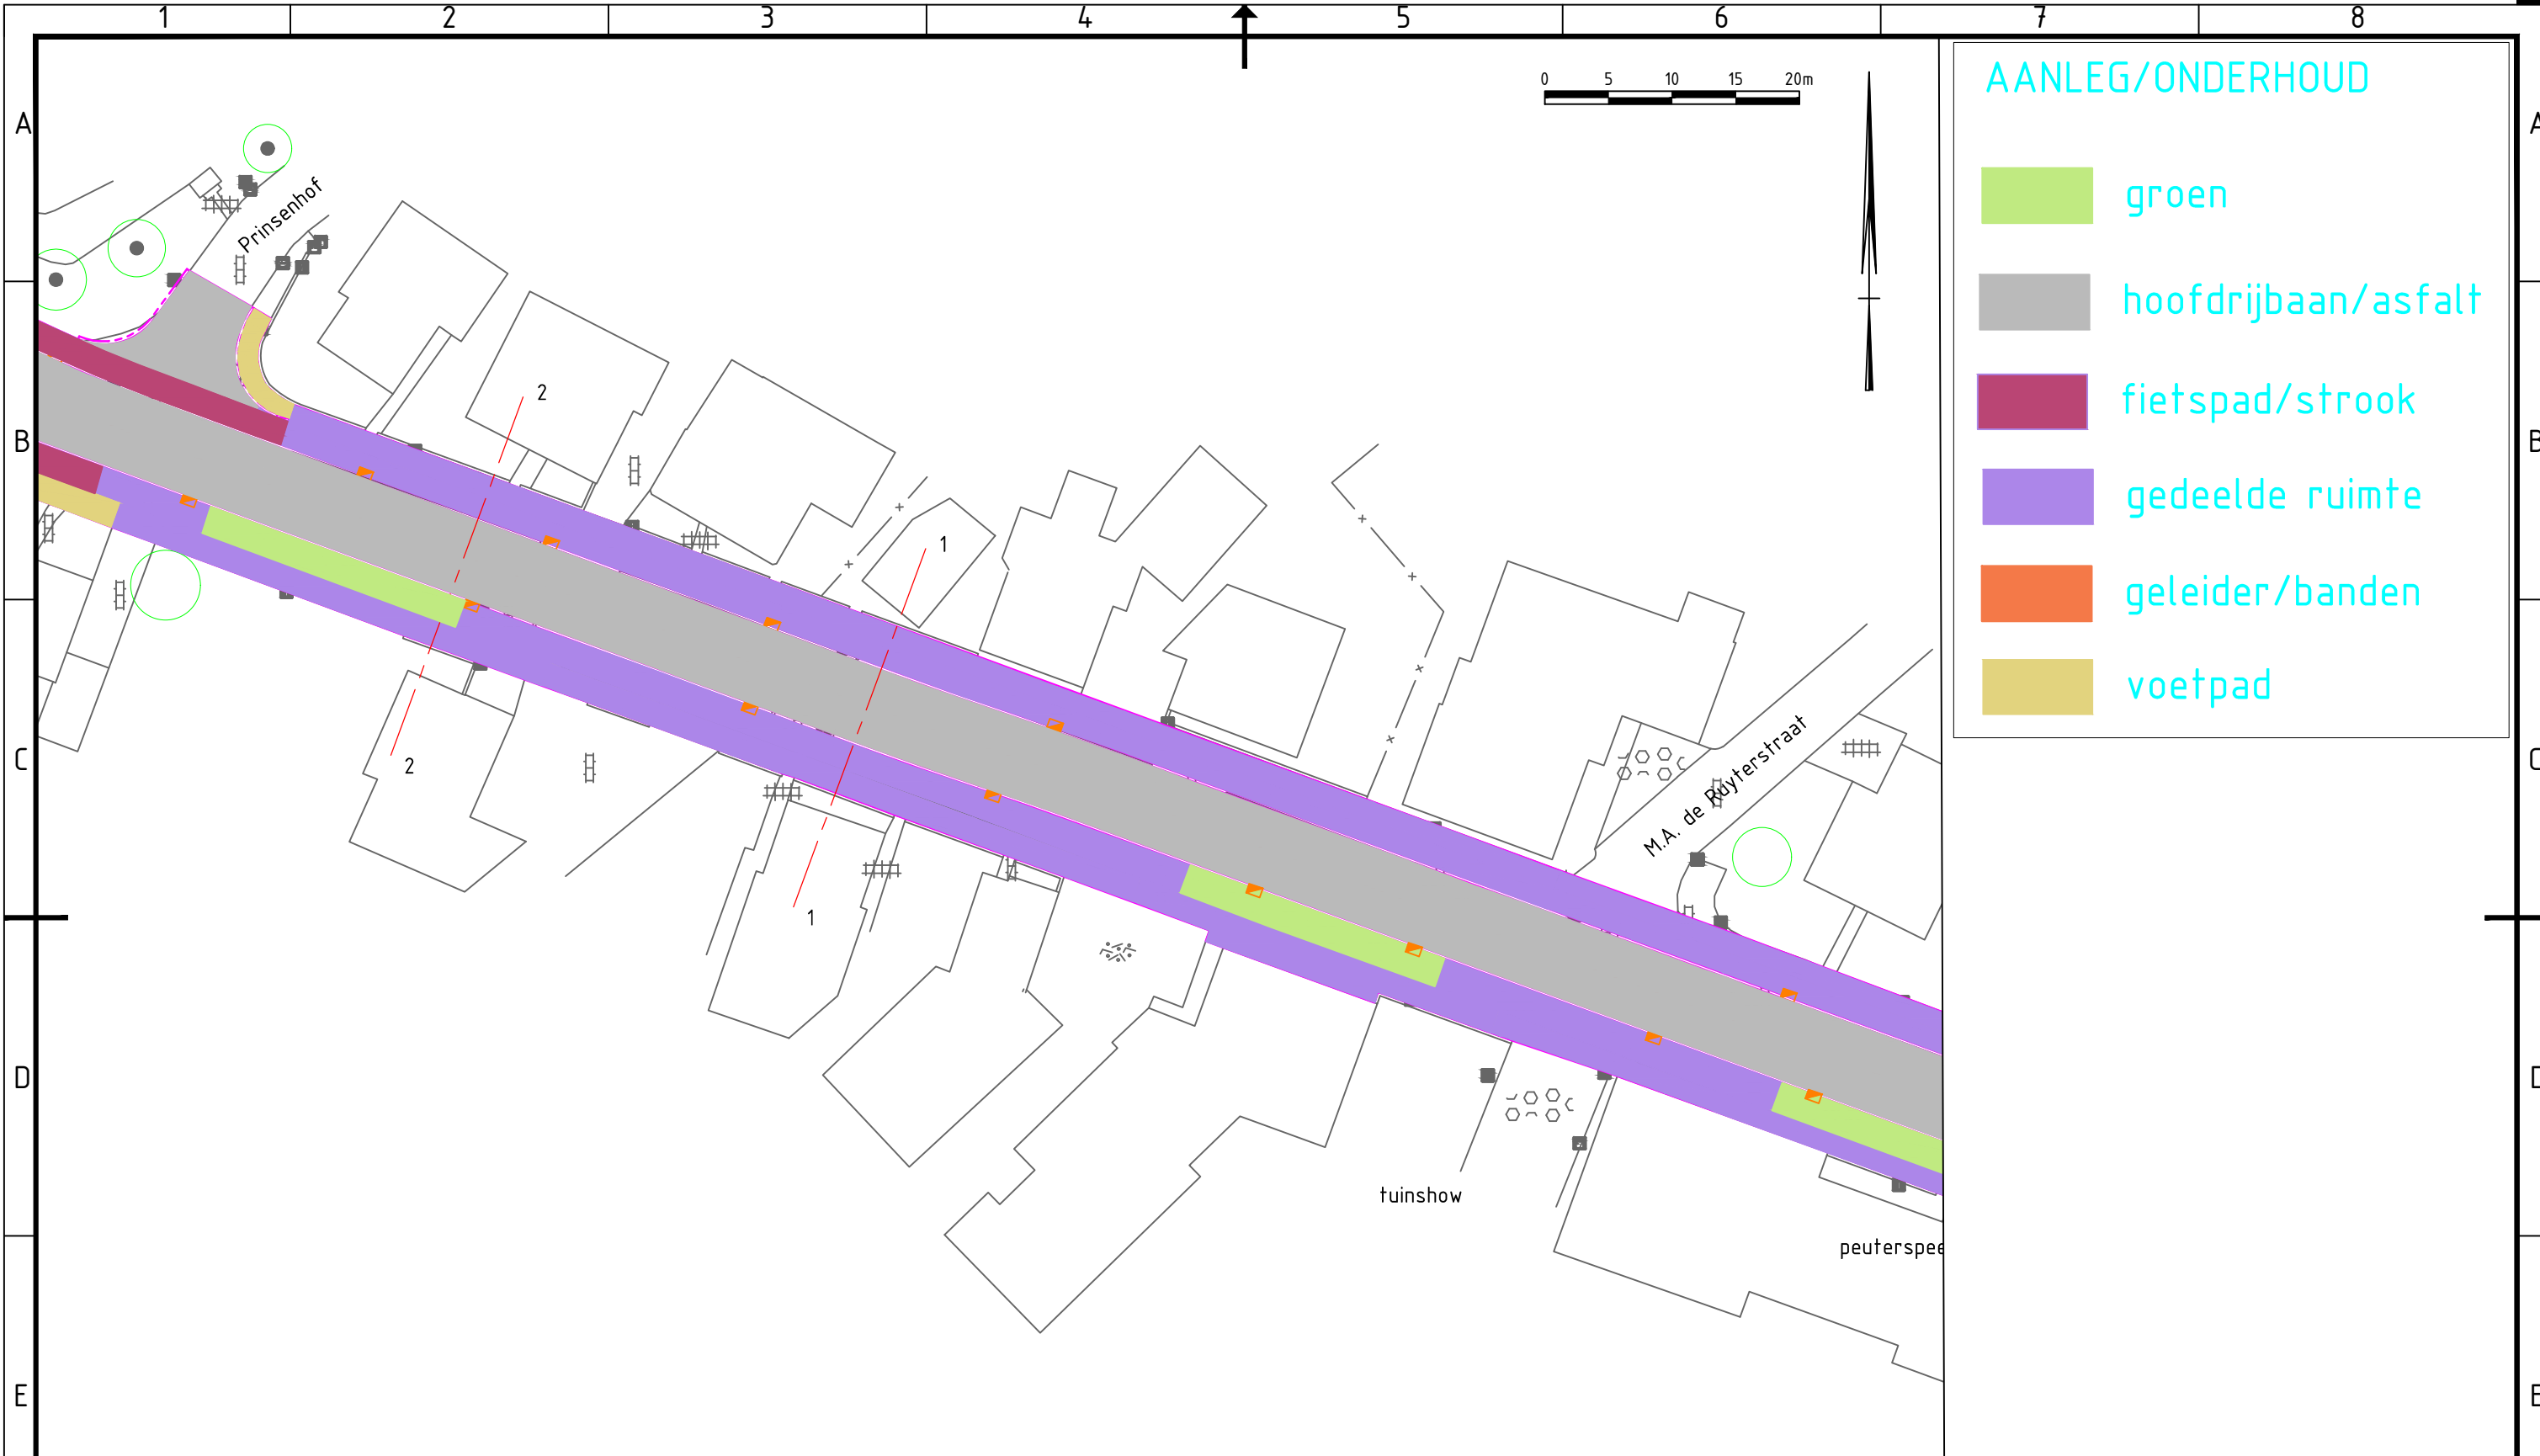 1 2 3 4 5 6 7 8
A A
B B
C C
D D
E E
0 5 10 15 20m
AANLEG/ONDERHOUD
groen
hoofdrijbaan/asfalt
fietspad/strook
gedeelde ruimte
geleider/banden
voetpad
Prinsenhof
2
1
M.A. de Ruyterstraat
2
1
tuinshow
peuterspee